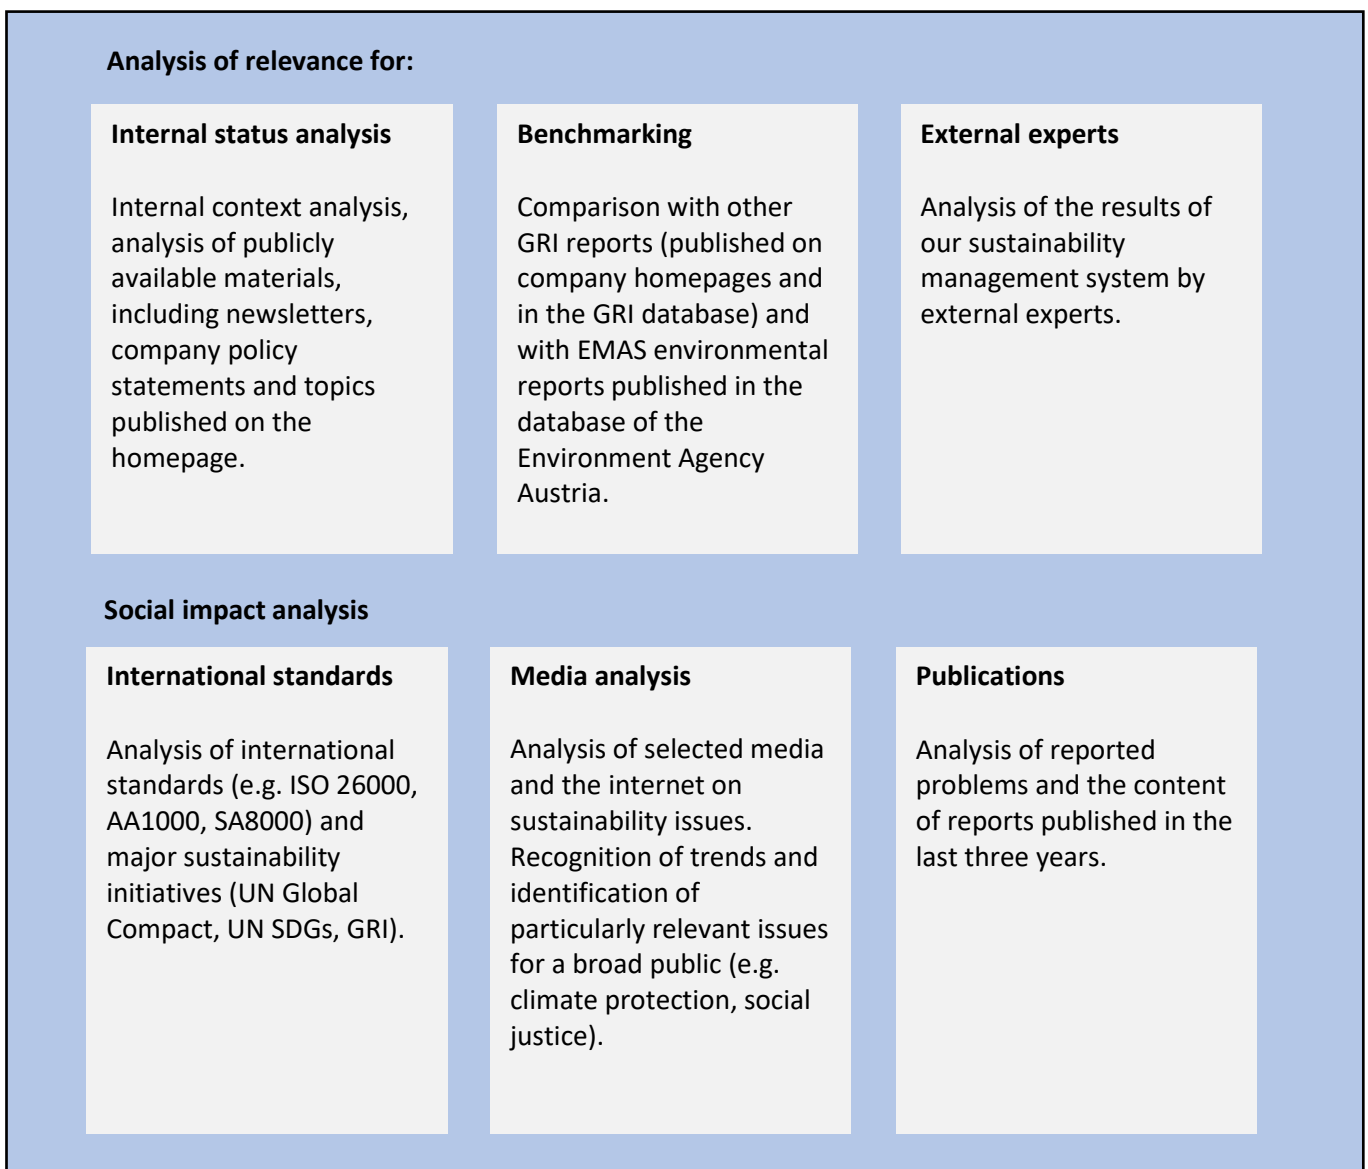 Analysis of relevance for:
Internal status analysis
Internal context analysis,
analysis of publicly
available materials,
including newsletters,
company policy
statements and topics
published on the
homepage.
Benchmarking
Comparison with other
GRI reports (published on
company homepages and
in the GRI database) and
with EMAS environmental
reports published in the
database of the
Environment Agency
Austria.
External experts
Analysis of the results of
our sustainability
management system by
external experts.
Social impact analysis
International standards
Analysis of international
standards (e.g. ISO 26000,
AA1000, SA8000) and
major sustainability
initiatives (UN Global
Compact, UN SDGs, GRI).
Media analysis
Analysis of selected media
and the internet on
sustainability issues.
Recognition of trends and
identification of
particularly relevant issues
for a broad public (e.g.
climate protection, social
justice).
Publications
Analysis of reported
problems and the content
of reports published in the
last three years.